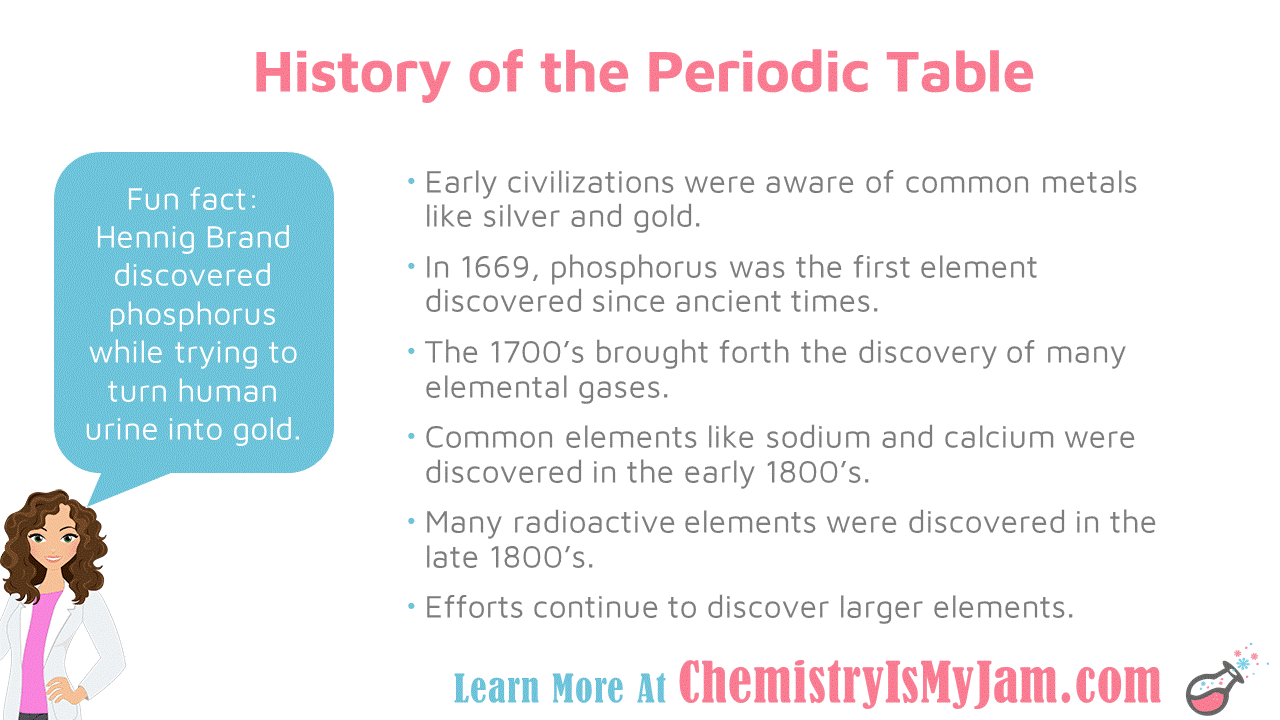 History of the Periodic Table
Fun fact:
Hennig Brand
discovered
phosphorus
while trying to
turn human
urine into gold.
• Early civilizations were aware of common metals
like silver and gold.
• In 1669, phosphorus was the first element
discovered since ancient times.
• The 1700’s brought forth the discovery of many
elemental gases.
• Common elements like sodium and calcium were
discovered in the early 1800’s.
• Many radioactive elements were discovered in the
late 1800’s.
• Efforts continue to discover larger elements.
Learn More At ChemistryIsMyJam.com